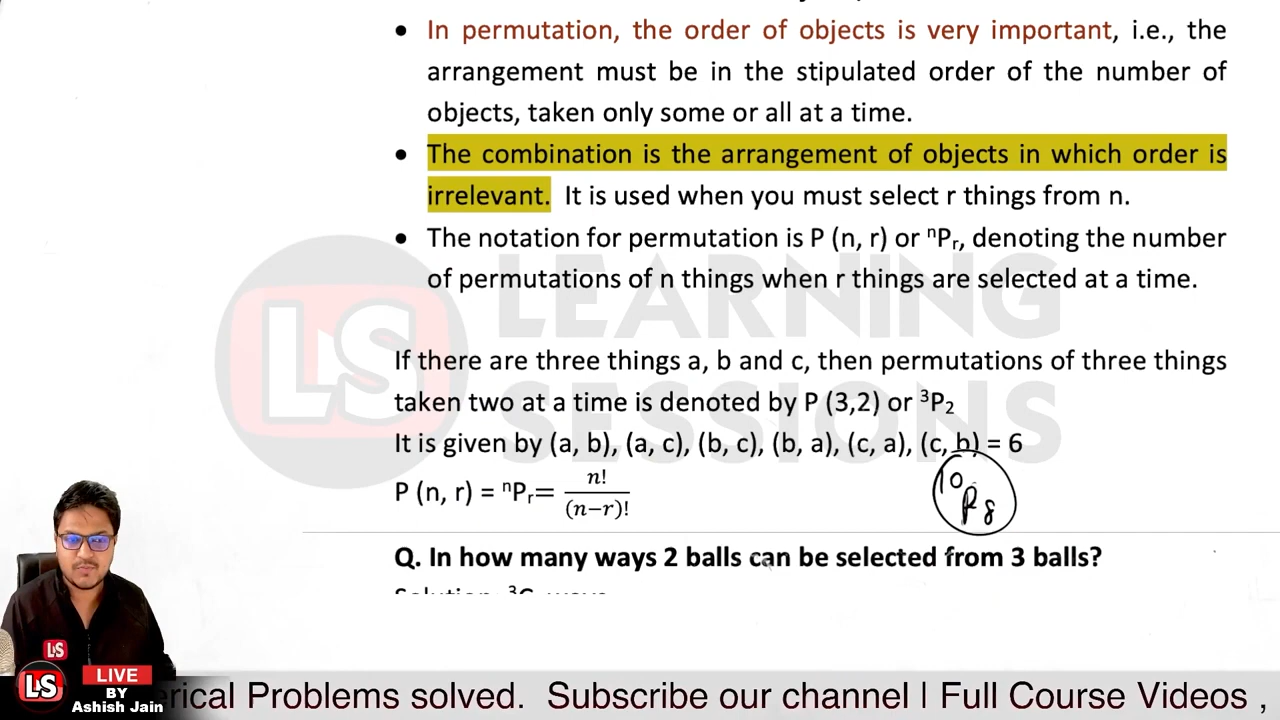 • In permutation, the order of objects is very important, i.e., the
arrangement must be in the stipulated order of the number of
objects, taken only some or all at a time.
• The combination is the arrangement of objects in which order is
irrelevant. It is used when you must select r things from n.
• The notation for permutation is P (n, r) or ⁿPᵣ, denoting the number
of permutations of n things when r things are selected at a time.
LEARNING
LS
SESSIONS
If there are three things a, b and c, then permutations of three things
taken two at a time is denoted by P (3,2) or ³P₂
It is given by (a, b), (a, c), (b, c), (b, a), (c, a), (c, b) = 6
P (n, r) = ⁿPᵣ= n!/(n−r)!
¹⁰P₈
Q. In how many ways 2 balls can be selected from 3 balls?
LS
LS
LIVE
BY
Ashish Jain
erical Problems solved. Subscribe our channel | Full Course Videos ,